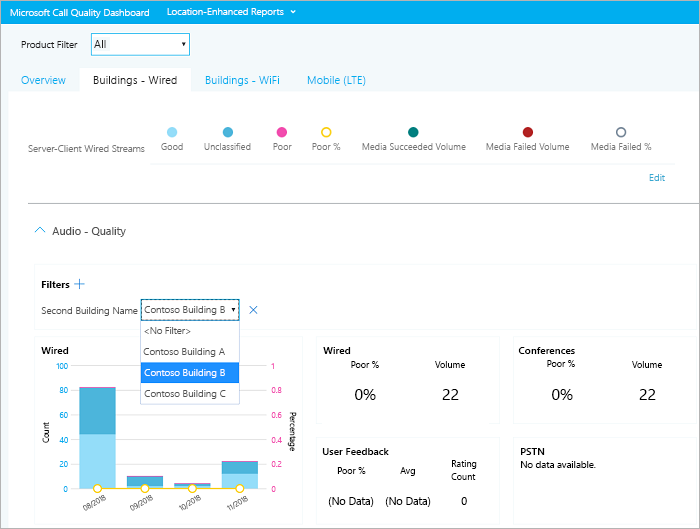 Microsoft Call Quality Dashboard Location-Enhanced Reports
Product Filter All
Overview Buildings - Wired Buildings - WiFi Mobile (LTE)
Server-Client Wired Streams Good Unclassified Poor Poor % Media Succeeded Volume Media Failed Volume Media Failed %
Edit
Audio - Quality
Filters
Second Building Name Contoso Building B
<No Filter>
Contoso Building A
Contoso Building B
Contoso Building C
Wired
100
80
60
40
20
0
Count
1
0.8
0.6
0.4
0.2
0
Percentage
08/2018 09/2018 10/2018 11/2018
Wired
Poor % Volume
0% 22
Conferences
Poor % Volume
0% 22
User Feedback
Poor % Avg Rating
Count
(No Data) (No Data) 0
PSTN
No data available.